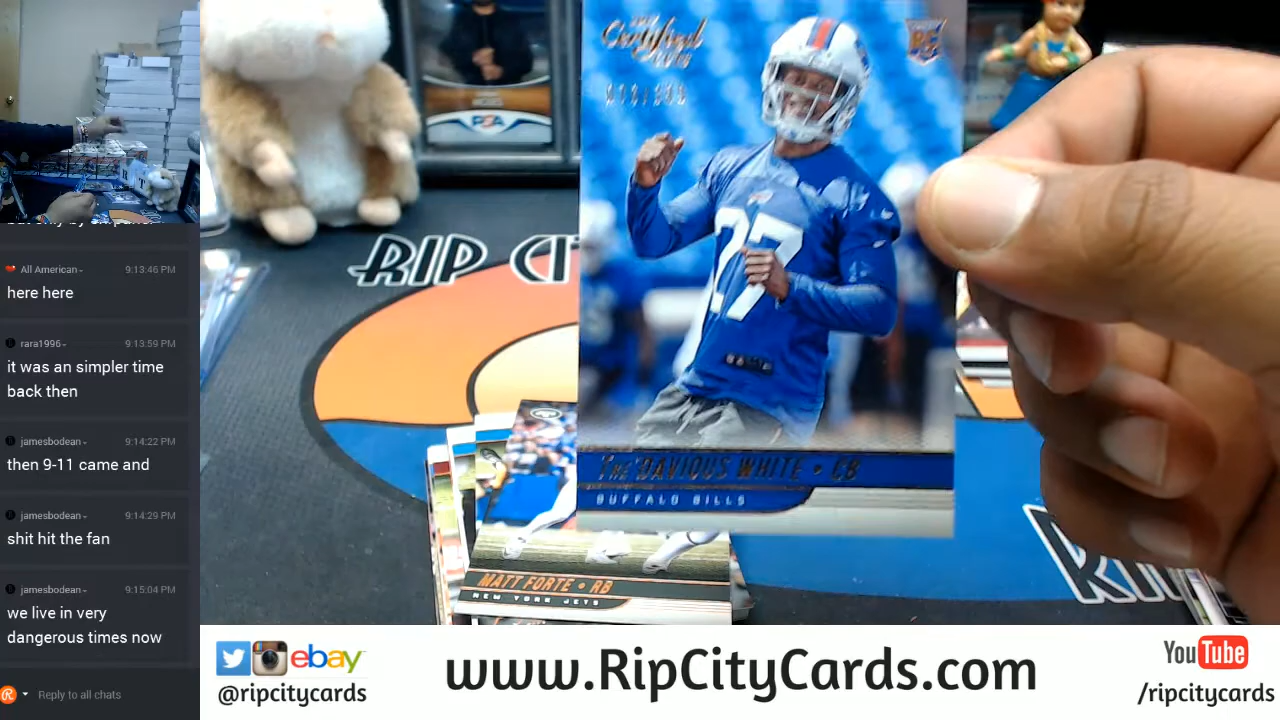 All American
9:13:46 PM
here here
rara1996
9:13:59 PM
it was an simpler time
back then
jamesbodean
9:14:22 PM
then 9-11 came and
jamesbodean
9:14:29 PM
shit hit the fan
jamesbodean
9:15:04 PM
we live in very
dangerous times now
Reply to all chats
PSA
RIP CI
27
TRE'DAVIOUS WHITE • CB
BUFFALO BILLS
MATT FORTE • RB
NEW YORK JETS
ebay
@ripcitycards
www.RipCityCards.com
YouTube
/ripcitycards